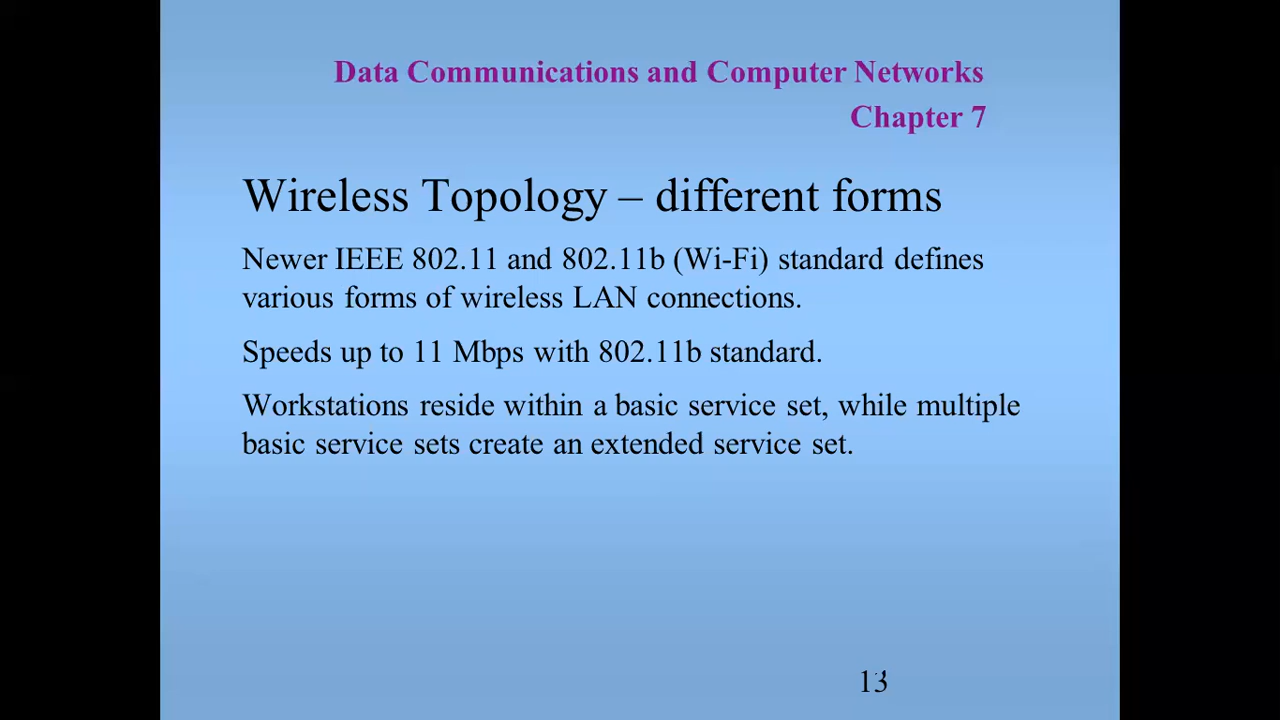 Data Communications and Computer Networks
Chapter 7
Wireless Topology – different forms
Newer IEEE 802.11 and 802.11b (Wi-Fi) standard defines
various forms of wireless LAN connections.
Speeds up to 11 Mbps with 802.11b standard.
Workstations reside within a basic service set, while multiple
basic service sets create an extended service set.
13